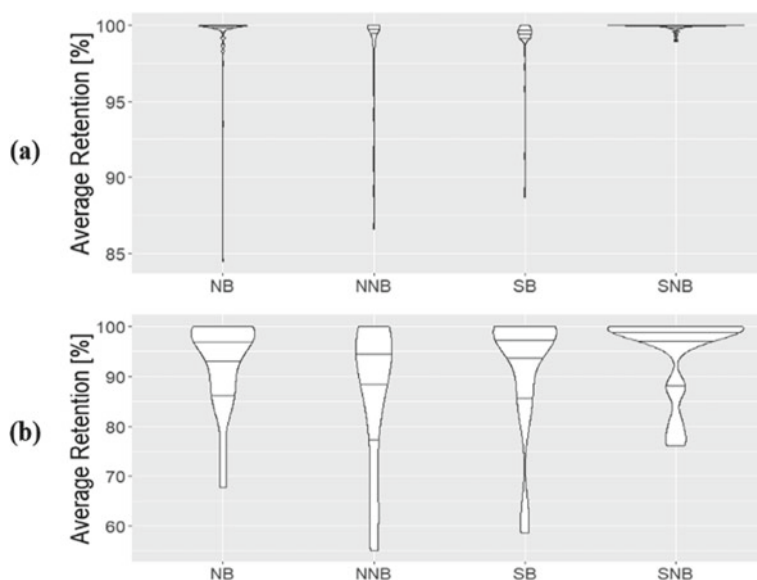 (a)
Average Retention [%]
100
95
90
85
NB NNB SB SNB
(b)
Average Retention [%]
100
90
80
70
60
NB NNB SB SNB